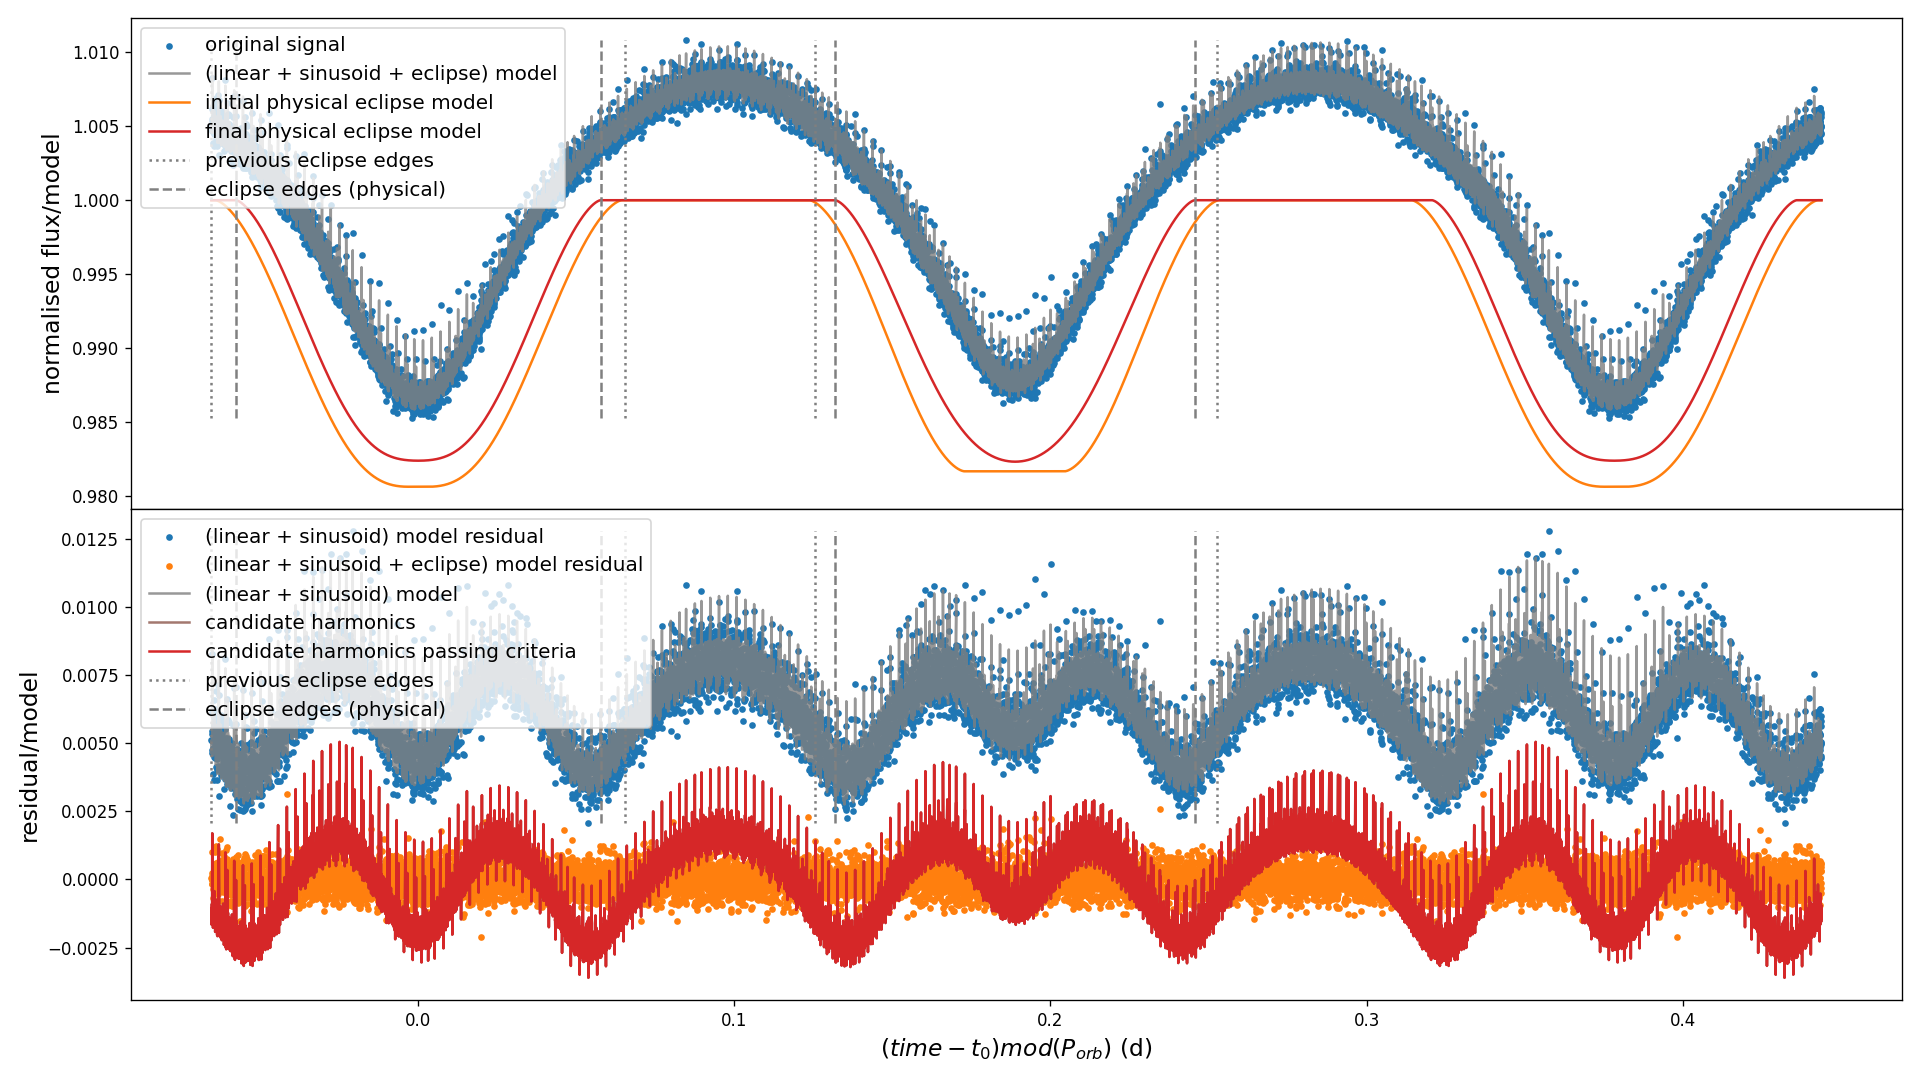 original signal
(linear + sinusoid + eclipse) model
initial physical eclipse model
final physical eclipse model
previous eclipse edges
eclipse edges (physical)
normalised flux/model
1.010
1.005
1.000
0.995
0.990
0.985
0.980
(linear + sinusoid) model residual
(linear + sinusoid + eclipse) model residual
(linear + sinusoid) model
candidate harmonics
candidate harmonics passing criteria
previous eclipse edges
eclipse edges (physical)
residual/model
0.0125
0.0100
0.0075
0.0050
0.0025
0.0000
−0.0025
0.0 0.1 0.2 0.3 0.4
(time − t₀)mod(Pₒᵣb) (d)